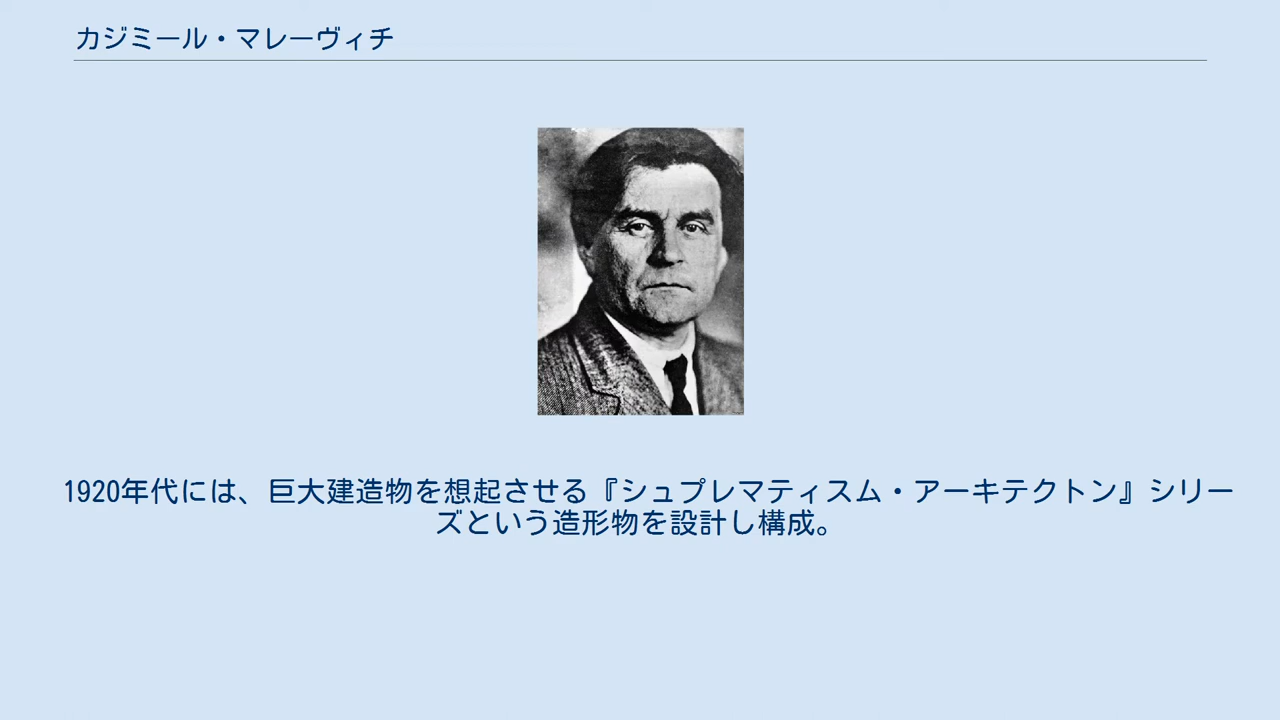 カジミール・マレーヴィチ
1920年代には、巨大建造物を想起させる『シュプレマティスム・アーキテクトン』シリー
ズという造形物を設計し構成。